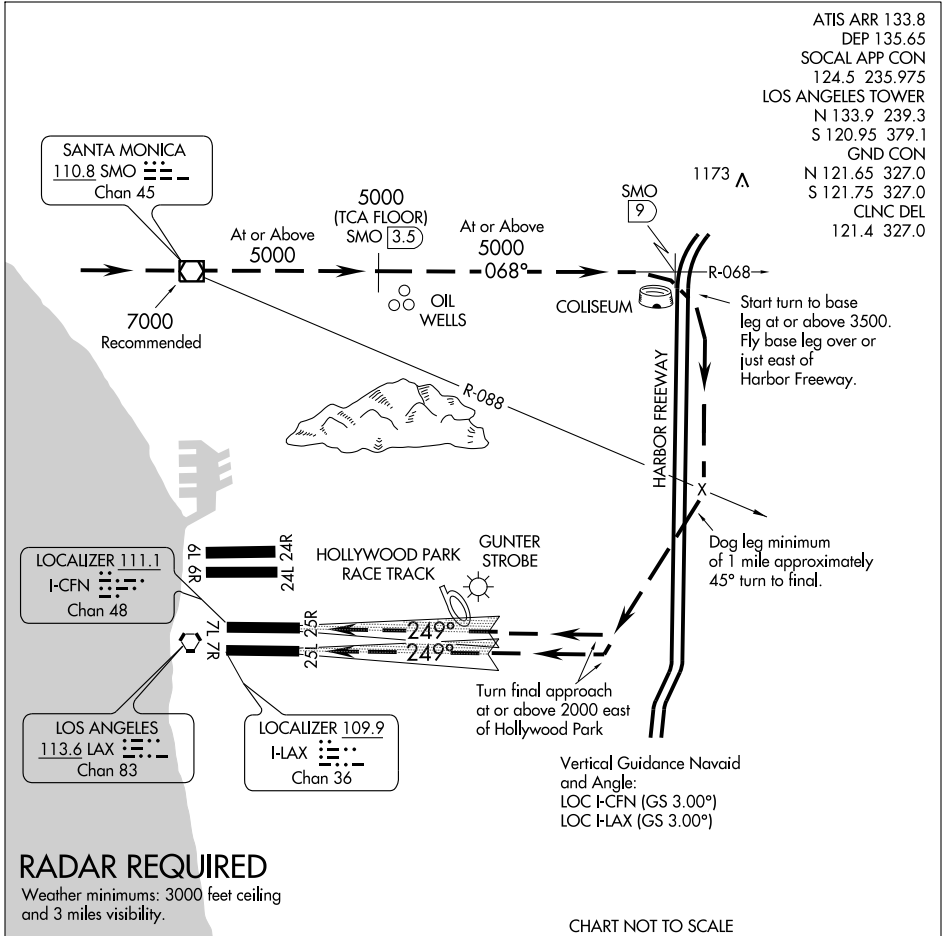 ATIS ARR 133.8
DEP 135.65
SOCAL APP CON
124.5 235.975
LOS ANGELES TOWER
N 133.9 239.3
S 120.95 379.1
GND CON
N 121.65 327.0
S 121.75 327.0
CLNC DEL
121.4 327.0
SANTA MONICA
110.8 SMO
Chan 45
1173
At or Above
5000
5000
(TCA FLOOR)
SMO 3.5
At or Above
5000
068°
SMO
9
R-068
7000
Recommended
OIL
WELLS
COLISEUM
Start turn to base
leg at or above 3500.
Fly base leg over or
just east of
Harbor Freeway.
R-088
HARBOR FREEWAY
X
Dog leg minimum
of 1 mile approximately
45° turn to final.
LOCALIZER 111.1
I-CFN
Chan 48
6L 24R
6R 24L
HOLLYWOOD PARK
RACE TRACK
GUNTER
STROBE
7L 25R
249°
7R 25L
249°
Turn final approach
at or above 2000 east
of Hollywood Park
LOS ANGELES
113.6 LAX
Chan 83
LOCALIZER 109.9
I-LAX
Chan 36
Vertical Guidance Navaid
and Angle:
LOC I-CFN (GS 3.00°)
LOC I-LAX (GS 3.00°)
RADAR REQUIRED
Weather minimums: 3000 feet ceiling
and 3 miles visibility.
CHART NOT TO SCALE